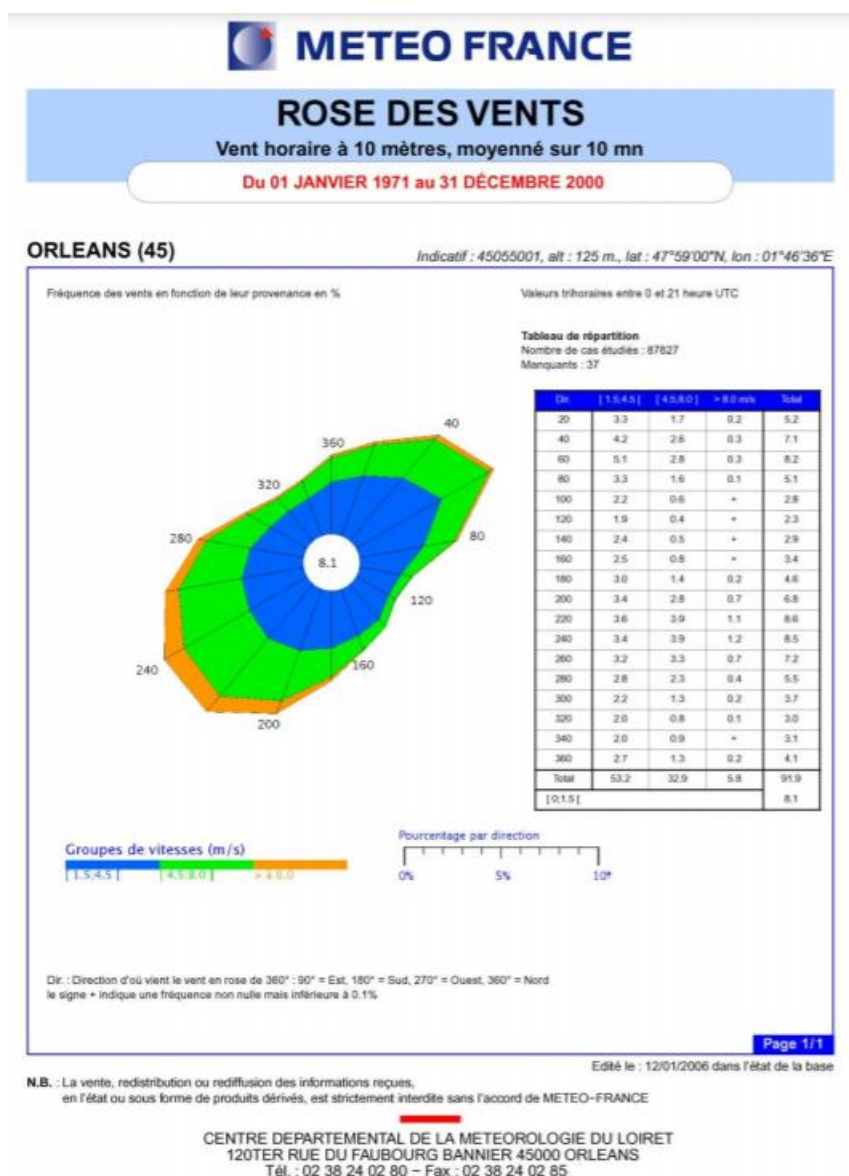 METEO FRANCE
ROSE DES VENTS
Vent horaire à 10 mètres, moyenné sur 10 mn
Du 01 JANVIER 1971 au 31 DÉCEMBRE 2000
ORLEANS (45)
Indicatif : 45055001, alt : 125 m., lat : 47°59'00"N, lon : 01°46'36"E
Fréquence des vents en fonction de leur provenance en %
Valeurs trihoraires entre 0 et 21 heure UTC
Tableau de répartition
Nombre de cas étudiés : 87627
Manquants : 37
Dir. [ 1.5;4.5 [ [ 4.5;8.0 ] > 8.0 m/s Total
20 3.3 1.7 0.2 5.2
40 4.2 2.6 0.3 7.1
60 5.1 2.8 0.3 8.2
80 3.3 1.6 0.1 5.1
100 2.2 0.6 + 2.8
120 1.9 0.4 + 2.3
140 2.4 0.5 + 2.9
160 2.5 0.8 + 3.4
180 3.0 1.4 0.2 4.6
200 3.4 2.8 0.7 6.8
220 3.6 3.9 1.1 8.6
240 3.4 3.9 1.2 8.5
260 3.2 3.3 0.7 7.2
280 2.8 2.3 0.4 5.5
300 2.2 1.3 0.2 3.7
320 2.0 0.8 0.1 3.0
340 2.0 0.9 + 3.1
360 2.7 1.3 0.2 4.1
Total 53.2 32.9 5.8 91.9
[ 0;1.5 [ 8.1
40
360
320
280
80
8.1
120
240
160
200
Groupes de vitesses (m/s)
[ 1.5;4.5 [ [ 4.5;8.0 ] > à 8.0
Pourcentage par direction
0% 5% 10*
Dir. : Direction d'où vient le vent en rose de 360° : 90° = Est, 180° = Sud, 270° = Ouest, 360° = Nord
le signe + indique une fréquence non nulle mais inférieure à 0.1%
Page 1/1
Edité le : 12/01/2006 dans l'état de la base
N.B. : La vente, redistribution ou rediffusion des informations reçues,
en l'état ou sous forme de produits dérivés, est strictement interdite sans l'accord de METEO-FRANCE
CENTRE DEPARTEMENTAL DE LA METEOROLOGIE DU LOIRET
120TER RUE DU FAUBOURG BANNIER 45000 ORLEANS
Tél. : 02 38 24 02 80 – Fax : 02 38 24 02 85